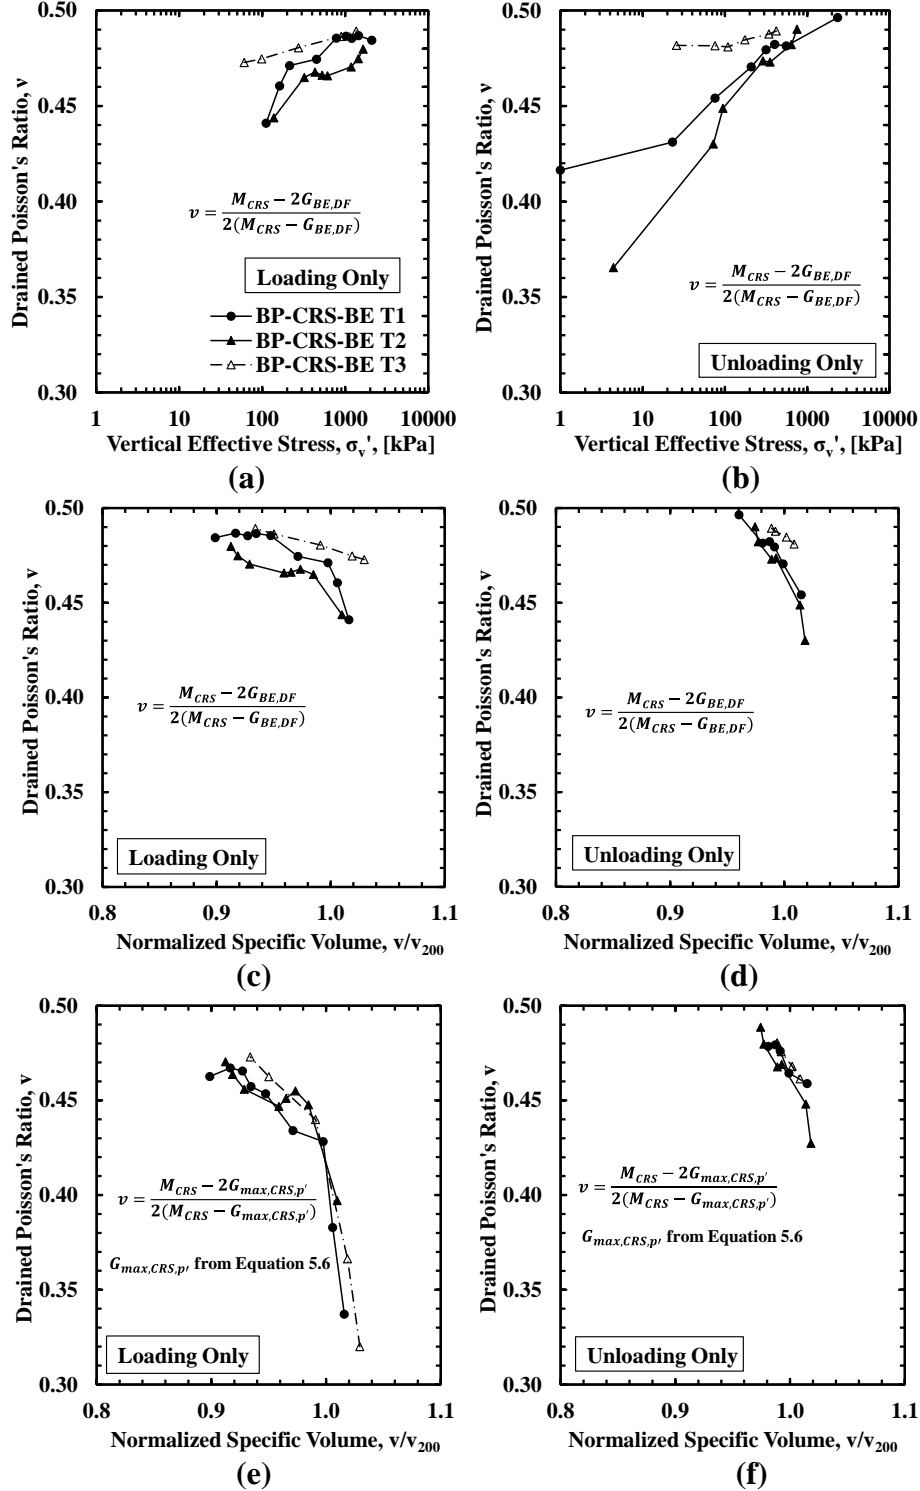 Drained Poisson's Ratio, ν
0.50
0.45
0.40
0.35
0.30
ν = (M_CRS − 2G_BE,DF) / 2(M_CRS − G_BE,DF)
Loading Only
BP-CRS-BE T1
BP-CRS-BE T2
BP-CRS-BE T3
1 10 100 1000 10000
Vertical Effective Stress, σv', [kPa]
(a)
Drained Poisson's Ratio, ν
0.50
0.45
0.40
0.35
0.30
ν = (M_CRS − 2G_BE,DF) / 2(M_CRS − G_BE,DF)
Unloading Only
1 10 100 1000 10000
Vertical Effective Stress, σv', [kPa]
(b)
Drained Poisson's Ratio, ν
0.50
0.45
0.40
0.35
0.30
ν = (M_CRS − 2G_BE,DF) / 2(M_CRS − G_BE,DF)
Loading Only
0.8 0.9 1.0 1.1
Normalized Specific Volume, v/v200
(c)
Drained Poisson's Ratio, ν
0.50
0.45
0.40
0.35
0.30
ν = (M_CRS − 2G_BE,DF) / 2(M_CRS − G_BE,DF)
Unloading Only
0.8 0.9 1.0 1.1
Normalized Specific Volume, v/v200
(d)
Drained Poisson's Ratio, ν
0.50
0.45
0.40
0.35
0.30
ν = (M_CRS − 2G_max,CRS,p') / 2(M_CRS − G_max,CRS,p')
G_max,CRS,p' from Equation 5.6
Loading Only
0.8 0.9 1.0 1.1
Normalized Specific Volume, v/v200
(e)
Drained Poisson's Ratio, ν
0.50
0.45
0.40
0.35
0.30
ν = (M_CRS − 2G_max,CRS,p') / 2(M_CRS − G_max,CRS,p')
G_max,CRS,p' from Equation 5.6
Unloading Only
0.8 0.9 1.0 1.1
Normalized Specific Volume, v/v200
(f)